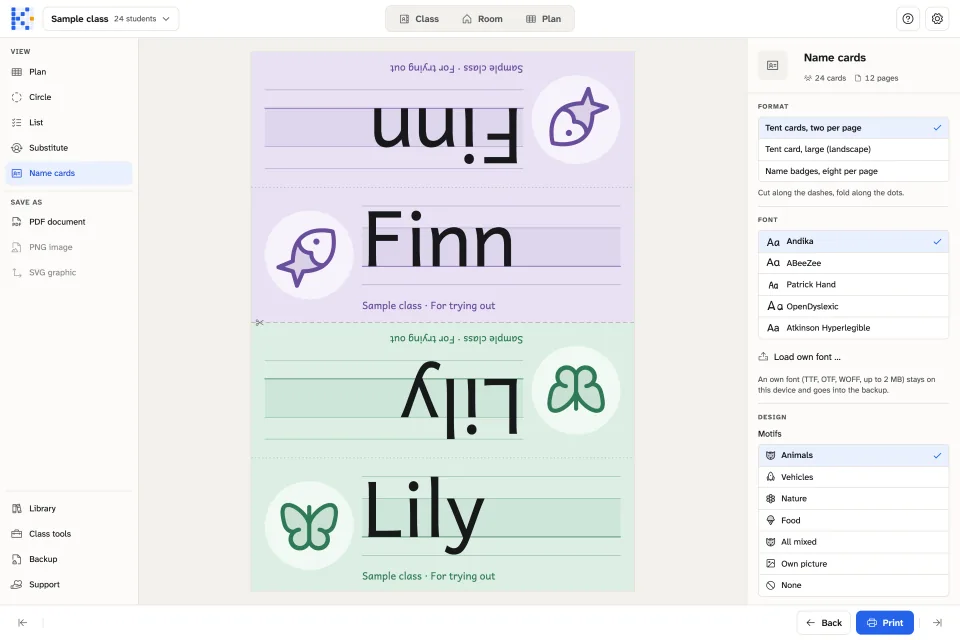 Sample class 24 students
Class
Room
Plan
VIEW
Plan
Circle
List
Substitute
Name cards
SAVE AS
PDF document
PNG image
SVG graphic
Library
Class tools
Backup
Support
Sample class · For trying out
Finn
Finn
Sample class · For trying out
Sample class · For trying out
Lily
Lily
Sample class · For trying out
Name cards
24 cards 12 pages
FORMAT
Tent cards, two per page
Tent card, large (landscape)
Name badges, eight per page
Cut along the dashes, fold along the dots.
FONT
Aa Andika
Aa ABeeZee
Aa Patrick Hand
Aa OpenDyslexic
Aa Atkinson Hyperlegible
Load own font ...
An own font (TTF, OTF, WOFF, up to 2 MB) stays on
this device and goes into the backup.
DESIGN
Motifs
Animals
Vehicles
Nature
Food
All mixed
Own picture
None
Back
Print